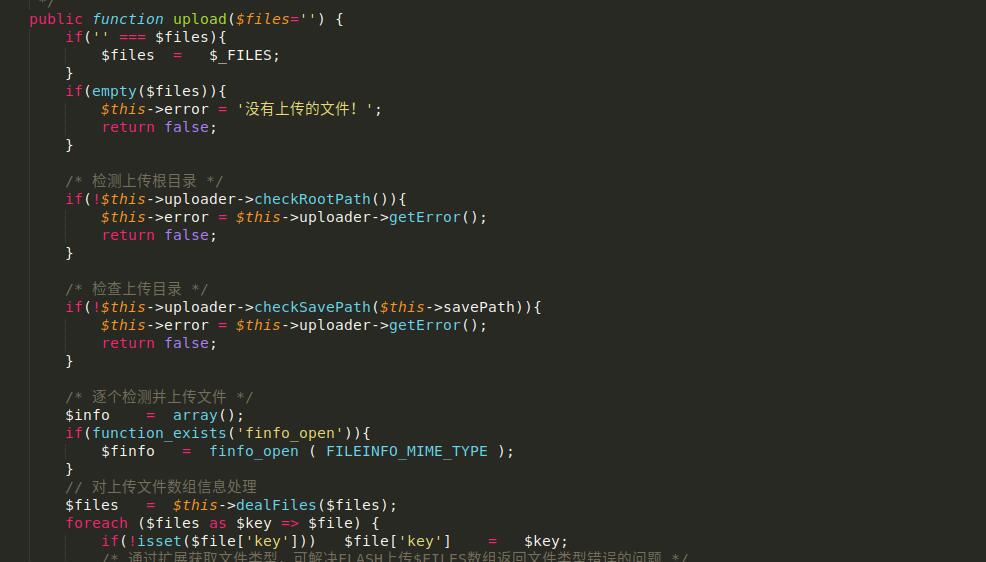 */
public function upload($files='') {
if('' === $files){
$files = $_FILES;
}
if(empty($files)){
$this->error = '没有上传的文件！';
return false;
}
/* 检测上传根目录 */
if(!$this->uploader->checkRootPath()){
$this->error = $this->uploader->getError();
return false;
}
/* 检查上传目录 */
if(!$this->uploader->checkSavePath($this->savePath)){
$this->error = $this->uploader->getError();
return false;
}
/* 逐个检测并上传文件 */
$info = array();
if(function_exists('finfo_open')){
$finfo = finfo_open ( FILEINFO_MIME_TYPE );
}
// 对上传文件数组信息处理
$files = $this->dealFiles($files);
foreach ($files as $key => $file) {
if(!isset($file['key'])) $file['key'] = $key;
/* 通过扩展获取文件类型，可解决FLASH上传$FILES数组返回文件类型错误的问题 */